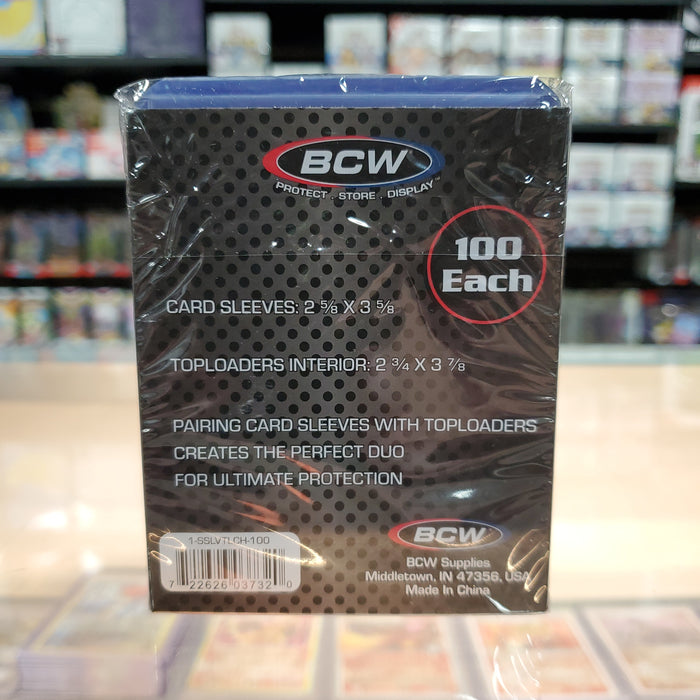 BCW
PROTECT . STORE . DISPLAY™
100
Each
CARD SLEEVES: 2 ⅝ X 3 ⅝
TOPLOADERS INTERIOR: 2 ¾ X 3 ⅞
PAIRING CARD SLEEVES WITH TOPLOADERS
CREATES THE PERFECT DUO
FOR ULTIMATE PROTECTION
1-SSLVTLCH-100
7 22626 03732 0
BCW
BCW Supplies
Middletown, IN 47356, USA
Made In China